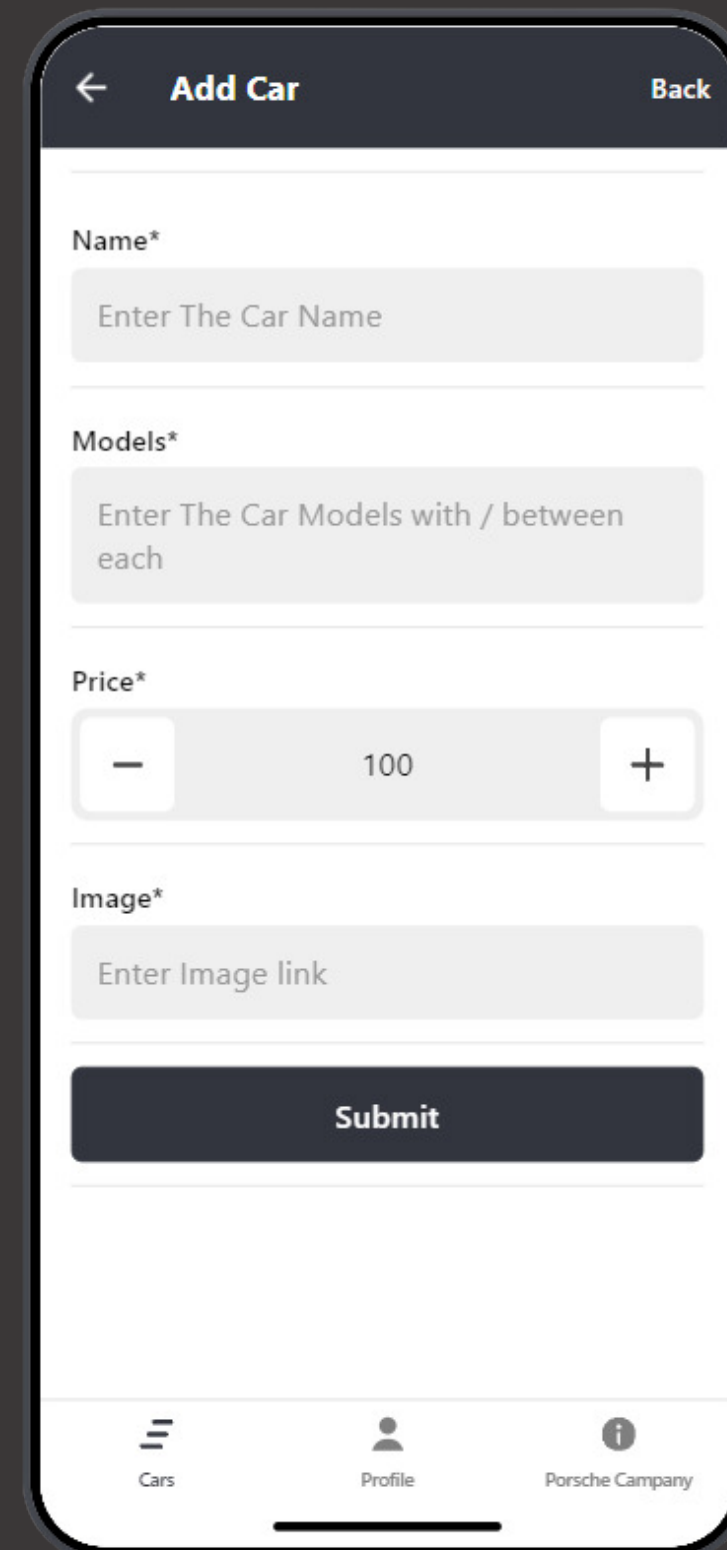 Add Car
Back
Name*
Enter The Car Name
Models*
Enter The Car Models with / between
each
Price*
100
Image*
Enter Image link
Submit
Cars
Profile
Porsche Campany